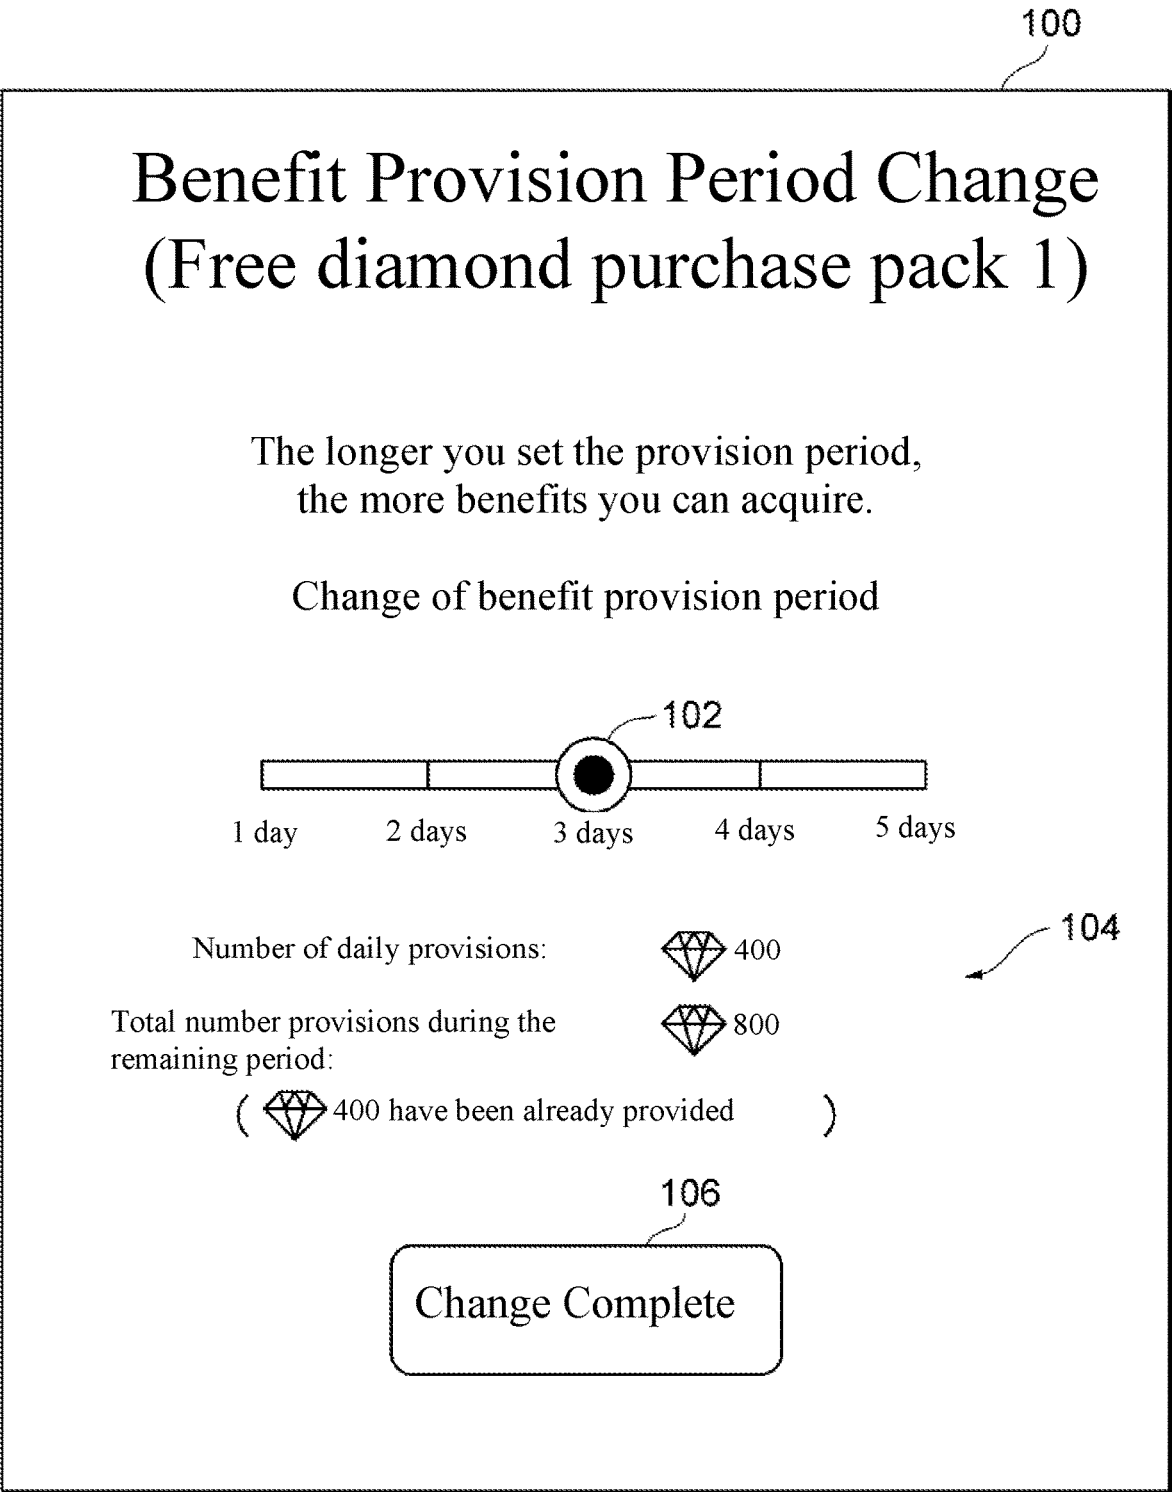 100
Benefit Provision Period Change
(Free diamond purchase pack 1)
The longer you set the provision period,
the more benefits you can acquire.
Change of benefit provision period
102
1 day 2 days 3 days 4 days 5 days
104
Number of daily provisions: 400
Total number provisions during the 800
remaining period:
( 400 have been already provided )
106
Change Complete